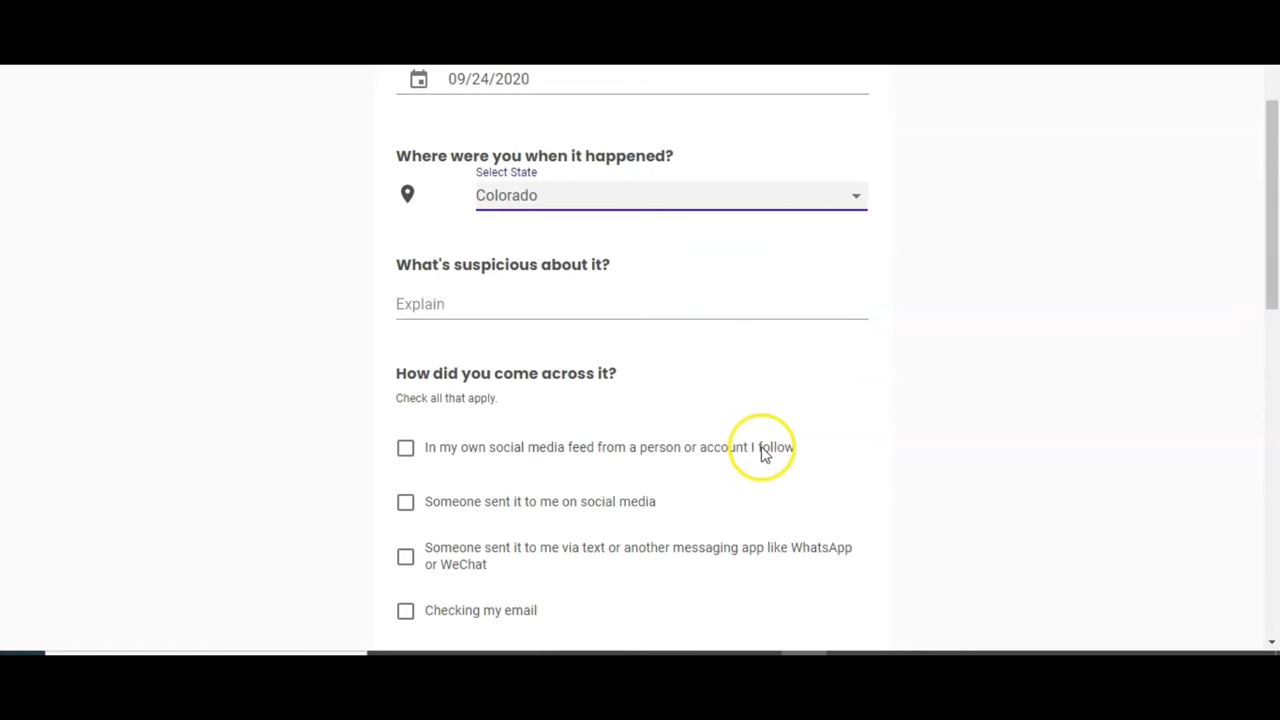 09/24/2020
Where were you when it happened?
Select State
Colorado
What's suspicious about it?
Explain
How did you come across it?
Check all that apply.
In my own social media feed from a person or account I follow
Someone sent it to me on social media
Someone sent it to me via text or another messaging app like WhatsApp
or WeChat
Checking my email